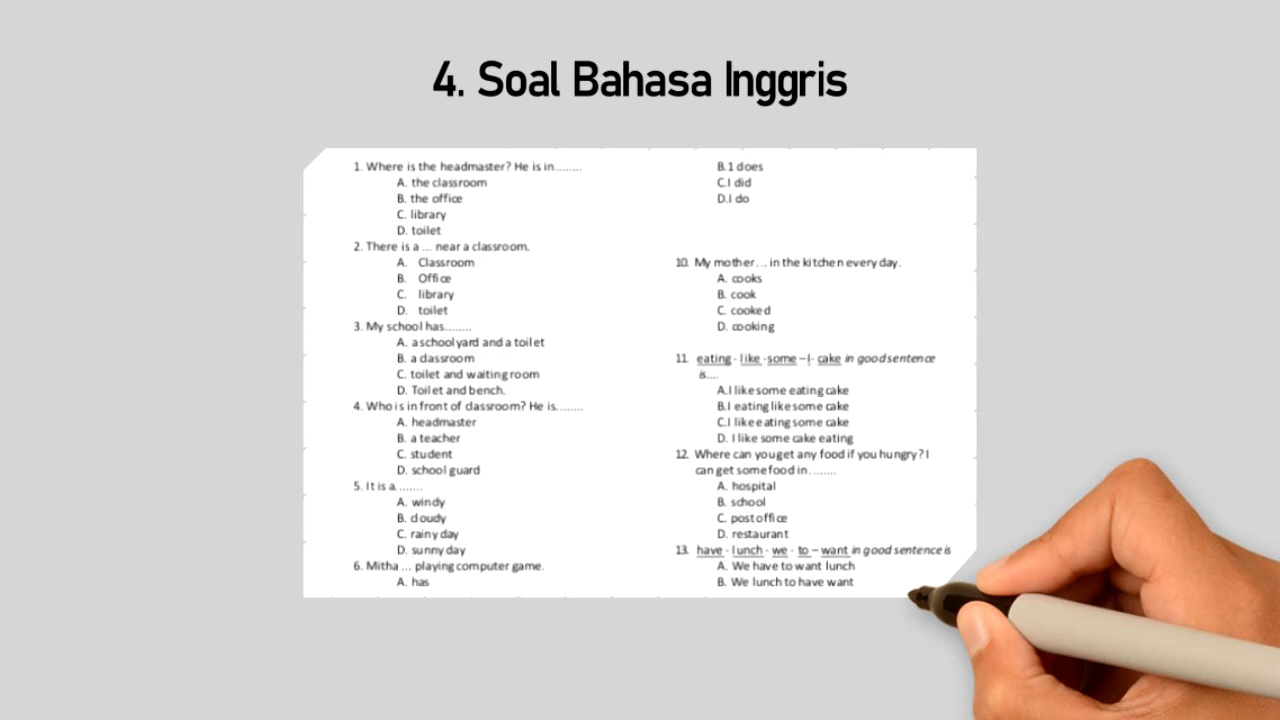 4. Soal Bahasa Inggris
1. Where is the headmaster? He is in........
A. the classroom
B. the office
C. library
D. toilet
2. There is a ... near a classroom.
A. Classroom
B. Office
C. library
D. toilet
3. My school has........
A. a school yard and a toilet
B. a classroom
C. toilet and waiting room
D. Toilet and bench.
4. Who is in front of classroom? He is........
A. headmaster
B. a teacher
C. student
D. school guard
5. It is a.......
A. windy
B. cloudy
C. rainy day
D. sunny day
6. Mitha ... playing computer game.
A. has
B.1 does
C.I did
D.I do
10. My mother... in the kitchen every day.
A. cooks
B. cook
C. cooked
D. cooking
11. eating - like -some – I- cake in good sentence
is....
A.I like some eating cake
B.I eating like some cake
C.I like eating some cake
D. I like some cake eating
12. Where can you get any food if you hungry? I
can get some food in........
A. hospital
B. school
C. post office
D. restaurant
13. have - lunch - we - to – want in good sentence is
A. We have to want lunch
B. We lunch to have want